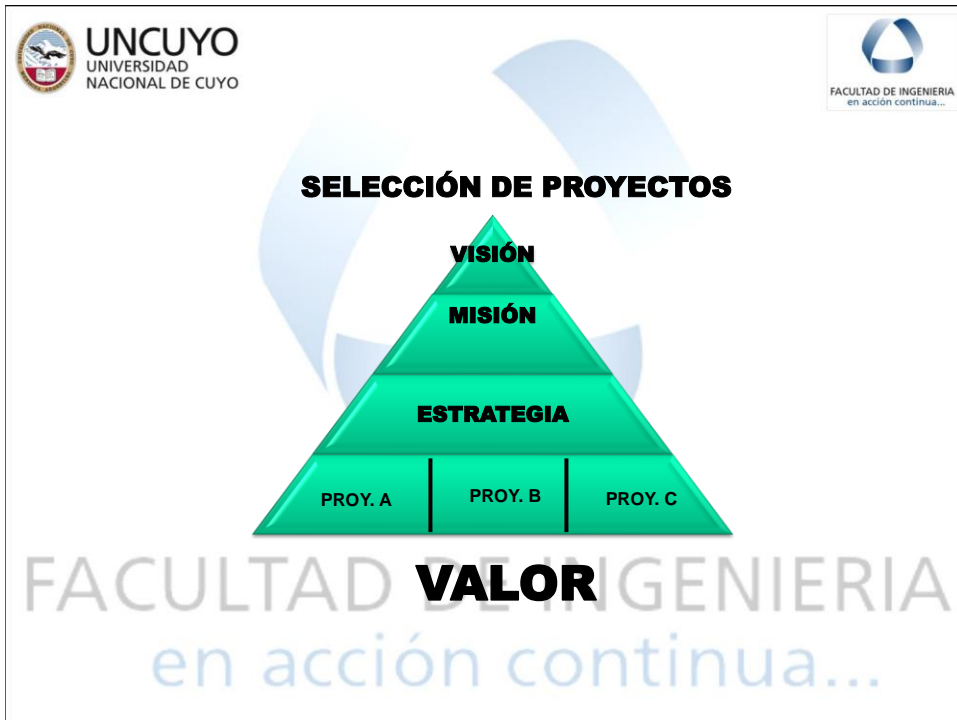 UNCUYO
UNIVERSIDAD
NACIONAL DE CUYO
FACULTAD DE INGENIERIA
en acción continua...
SELECCIÓN DE PROYECTOS
VISIÓN
MISIÓN
ESTRATEGIA
PROY. A
PROY. B
PROY. C
VALOR
FACULTAD DE INGENIERIA
en acción continua...